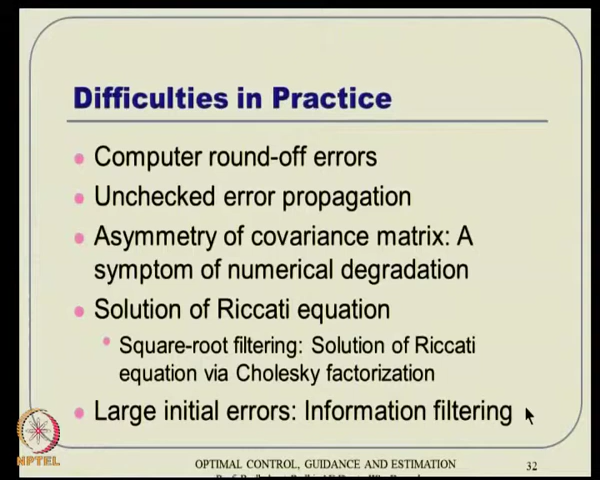 Difficulties in Practice
Computer round-off errors
Unchecked error propagation
Asymmetry of covariance matrix: A
symptom of numerical degradation
Solution of Riccati equation
Square-root filtering: Solution of Riccati
equation via Cholesky factorization
Large initial errors: Information filtering
NPTEL
OPTIMAL CONTROL, GUIDANCE AND ESTIMATION
32